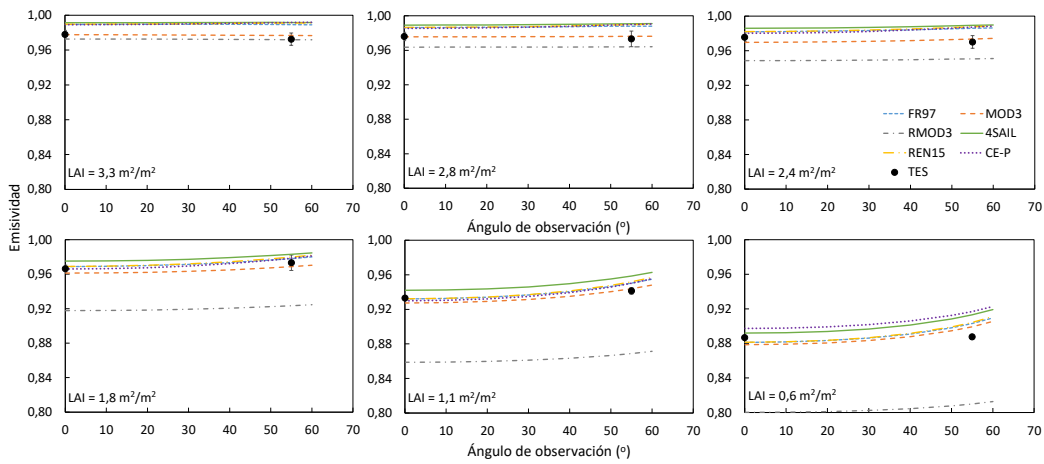 1,00 1,00 1,00
0,96 0,96 0,96
0,92 0,92 0,92
FR97 MOD3
0,88 0,88 0,88
RMOD3 4SAIL
0,84 0,84 0,84
REN15 CE-P
LAI = 3,3 m²/m² LAI = 2,8 m²/m² LAI = 2,4 m²/m²
TES
0,80 0,80 0,80
0 10 20 30 40 50 60 70 0 10 20 30 40 50 60 70 0 10 20 30 40 50 60 70
Emisividad
Ángulo de observación (º)
1,00 1,00 1,00
0,96 0,96 0,96
0,92 0,92 0,92
0,88 0,88 0,88
0,84 0,84 0,84
LAI = 1,8 m²/m² LAI = 1,1 m²/m² LAI = 0,6 m²/m²
0,80 0,80 0,80
0 10 20 30 40 50 60 70 0 10 20 30 40 50 60 70 0 10 20 30 40 50 60 70
Ángulo de observación (º)